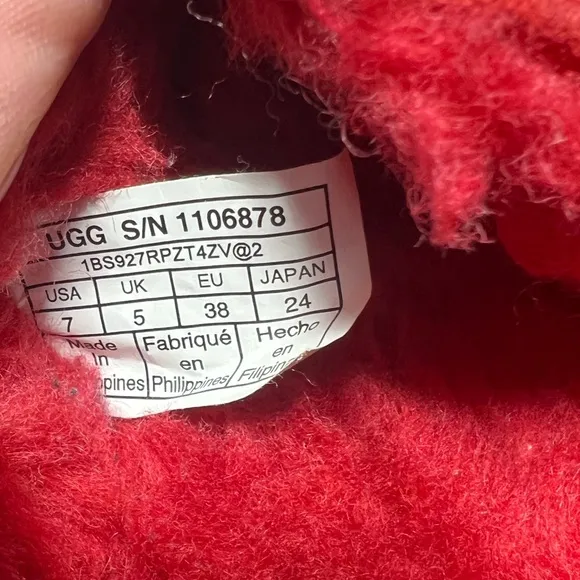 UGG S/N 1106878
1BS927RPZT4ZV@2
USA UK EU JAPAN
7 5 38 24
Made Fabriqué Hecho
in en en
Philippines